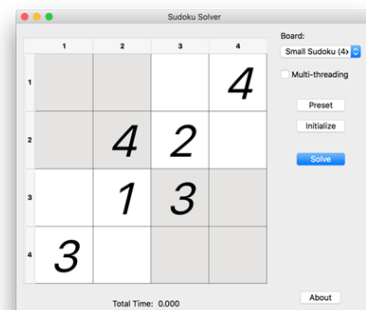 Sudoku Solver
Board:
1 2 3 4
Small Sudoku (4x
1 4
Multi-threading
Preset
2 4 2
Initialize
Solve
3 1 3
4 3
Total Time: 0.000
About